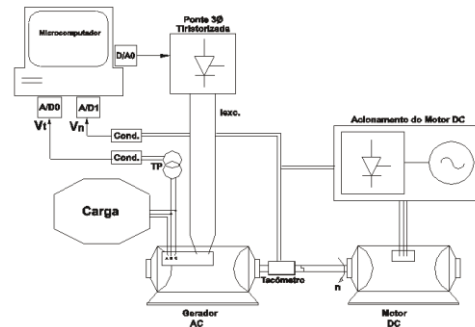 Microcomputador
Ponte 3Ø
Tiristorizada
D/A0
A/D0
A/D1
Vt
Vn
Iexc.
Cond.
Cond.
TP
Acionamento do Motor DC
Carga
A B C
Tacômetro
n
Gerador
AC
Motor
DC